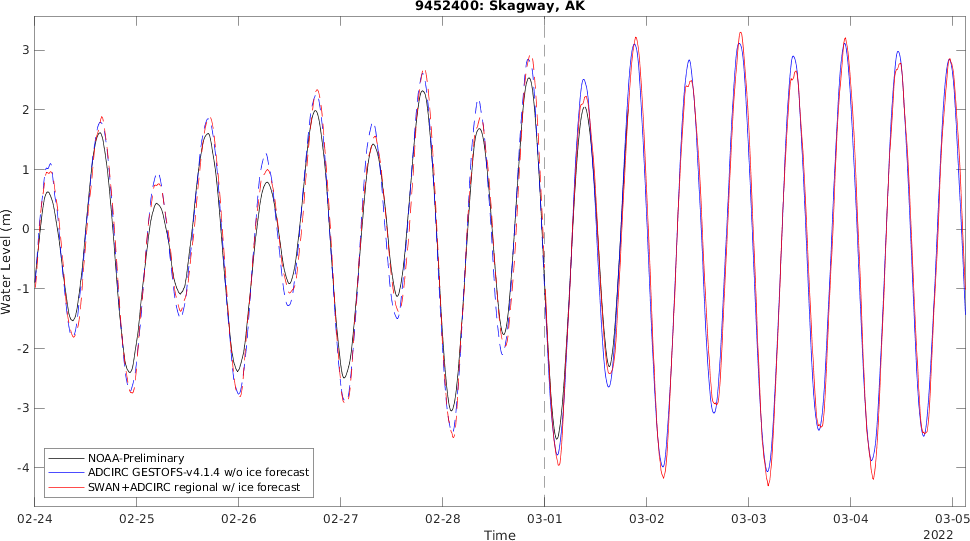 9452400: Skagway, AK
3
2
1
0
-1
-2
-3
-4
Water Level (m)
NOAA-Preliminary
ADCIRC GESTOFS-v4.1.4 w/o ice forecast
SWAN+ADCIRC regional w/ ice forecast
02-24 02-25 02-26 02-27 02-28 03-01 03-02 03-03 03-04 03-05
Time
2022